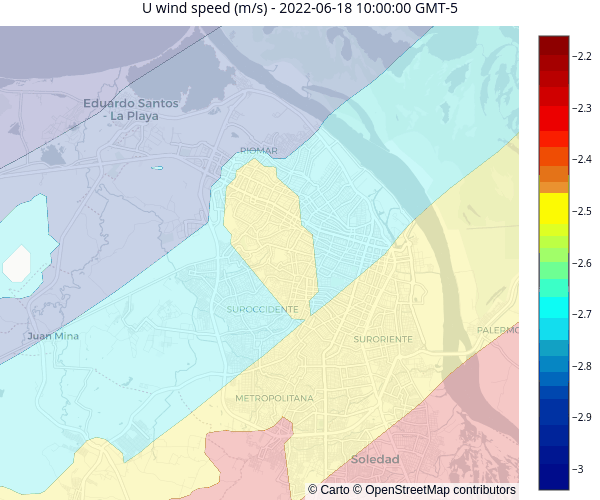 U wind speed (m/s) - 2022-06-18 10:00:00 GMT-5
Eduardo Santos
- La Playa
RIOMAR
SUROCCIDENTE
Juan Mina
SURORIENTE
PALERMO
METROPOLITANA
Soledad
© Carto © OpenStreetMap contributors
−2.2
−2.3
−2.4
−2.5
−2.6
−2.7
−2.8
−2.9
−3